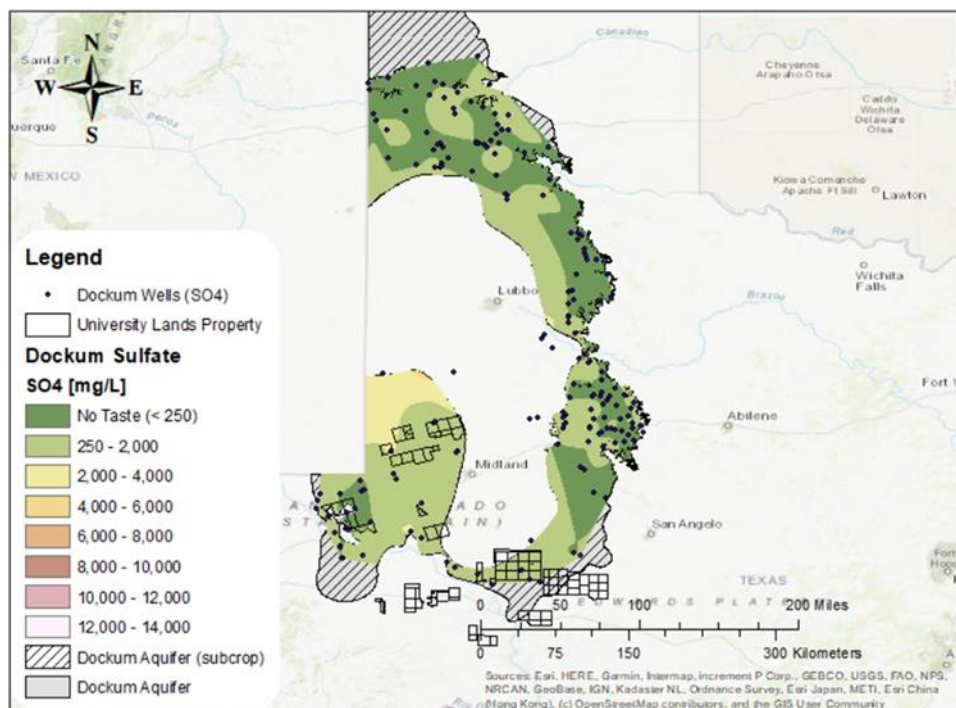 N
Santa Fe
W E
S
Canadian
Cheyenne
Arapaho Otsa
Caddo
Wichita
Delaware
Otsa
Pecos
uerque
Kiowa Comanche
Apache Ft Sill
Lawton
MEXICO
Red
Wichita
Falls
Legend
Dockum Wells (SO4)
University Lands Property
Dockum Sulfate
SO4 [mg/L]
No Taste (< 250)
250 - 2,000
2,000 - 4,000
4,000 - 6,000
6,000 - 8,000
8,000 - 10,000
10,000 - 12,000
12,000 - 14,000
Dockum Aquifer (subcrop)
Dockum Aquifer
Lubbo
Brazos
Fort
Abilene
Midland
San Angelo
Fort
TEXAS
EDWARDS
0 50 100 200 Miles
0 75 150 300 Kilometers
Sources: Esri, HERE, Garmin, Intermap, increment P Corp., GEBCO, USGS, FAO, NPS,
NRCAN, GeoBase, IGN, Kadaster NL, Ordnance Survey, Esri Japan, METI, Esri China
(Hong Kong), (c) OpenStreetMap contributors, and the GIS User Community